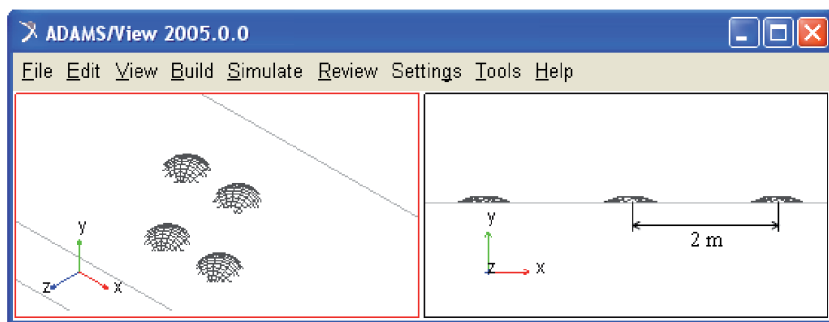 ADAMS/View 2005.0.0
File Edit View Build Simulate Review Settings Tools Help
y
z x
y
z x
2 m